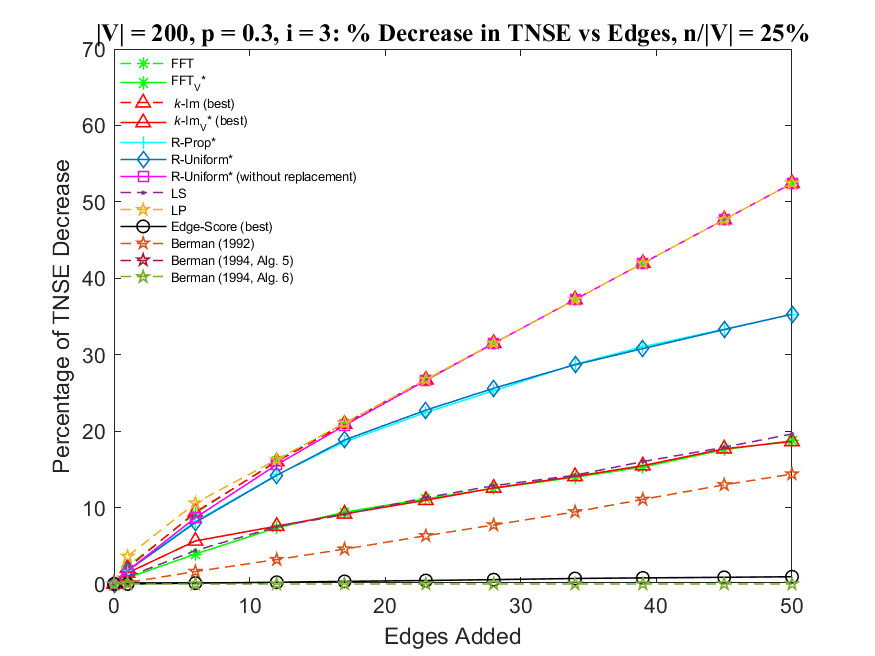 |V| = 200, p = 0.3, i = 3: % Decrease in TNSE vs Edges, n/|V| = 25%
70
60
50
40
30
20
10
0
Percentage of TNSE Decrease
FFT
FFT_V*
k-lm (best)
k-lm_V* (best)
R-Prop*
R-Uniform*
R-Uniform* (without replacement)
LS
LP
Edge-Score (best)
Berman (1992)
Berman (1994, Alg. 5)
Berman (1994, Alg. 6)
0 10 20 30 40 50
Edges Added